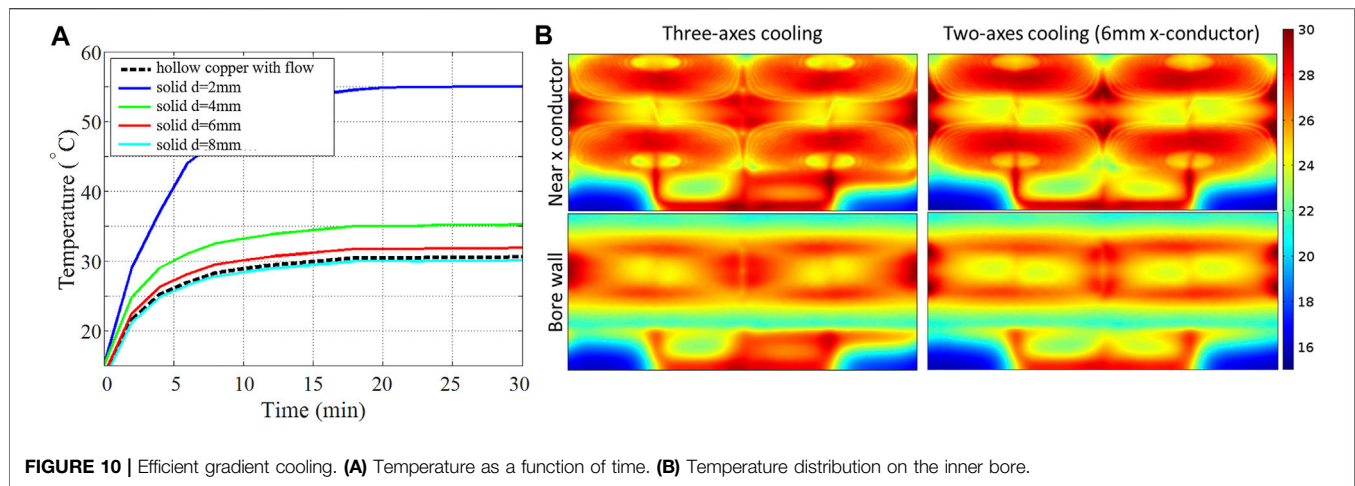 A
60
50
40
30
20
Temperature (°C)
hollow copper with flow
solid d=2mm
solid d=4mm
solid d=6mm
solid d=8mm
0 5 10 15 20 25 30
Time (min)
B
Three-axes cooling
Two-axes cooling (6mm x-conductor)
Near x conductor
Bore wall
30
28
26
24
22
20
18
16
FIGURE 10 | Efficient gradient cooling. (A) Temperature as a function of time. (B) Temperature distribution on the inner bore.